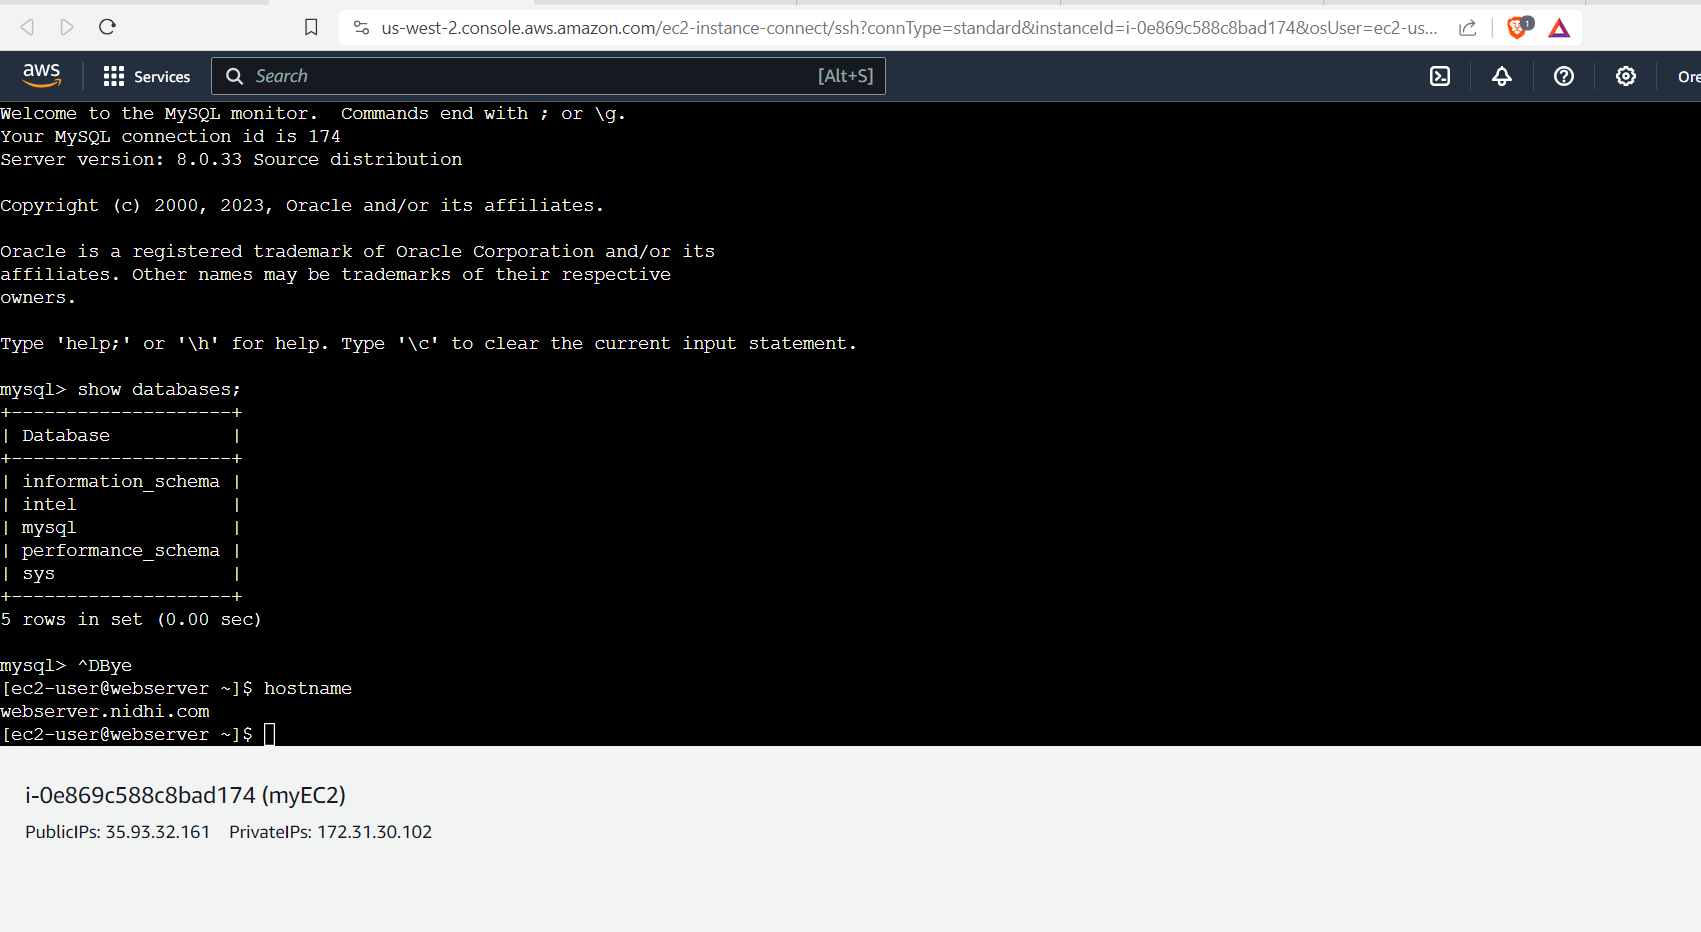 us-west-2.console.aws.amazon.com/ec2-instance-connect/ssh?connType=standard&instanceId=i-0e869c588c8bad174&osUser=ec2-us...
1
aws
Services
Search
[Alt+S]
Ore
Welcome to the MySQL monitor.  Commands end with ; or \g.
Your MySQL connection id is 174
Server version: 8.0.33 Source distribution
Copyright (c) 2000, 2023, Oracle and/or its affiliates.
Oracle is a registered trademark of Oracle Corporation and/or its
affiliates. Other names may be trademarks of their respective
owners.
Type 'help;' or '\h' for help. Type '\c' to clear the current input statement.
mysql> show databases;
+--------------------+
| Database           |
+--------------------+
| information_schema |
| intel              |
| mysql              |
| performance_schema |
| sys                |
+--------------------+
5 rows in set (0.00 sec)
mysql> ^DBye
[ec2-user@webserver ~]$ hostname
webserver.nidhi.com
[ec2-user@webserver ~]$
i-0e869c588c8bad174 (myEC2)
PublicIPs: 35.93.32.161    PrivateIPs: 172.31.30.102